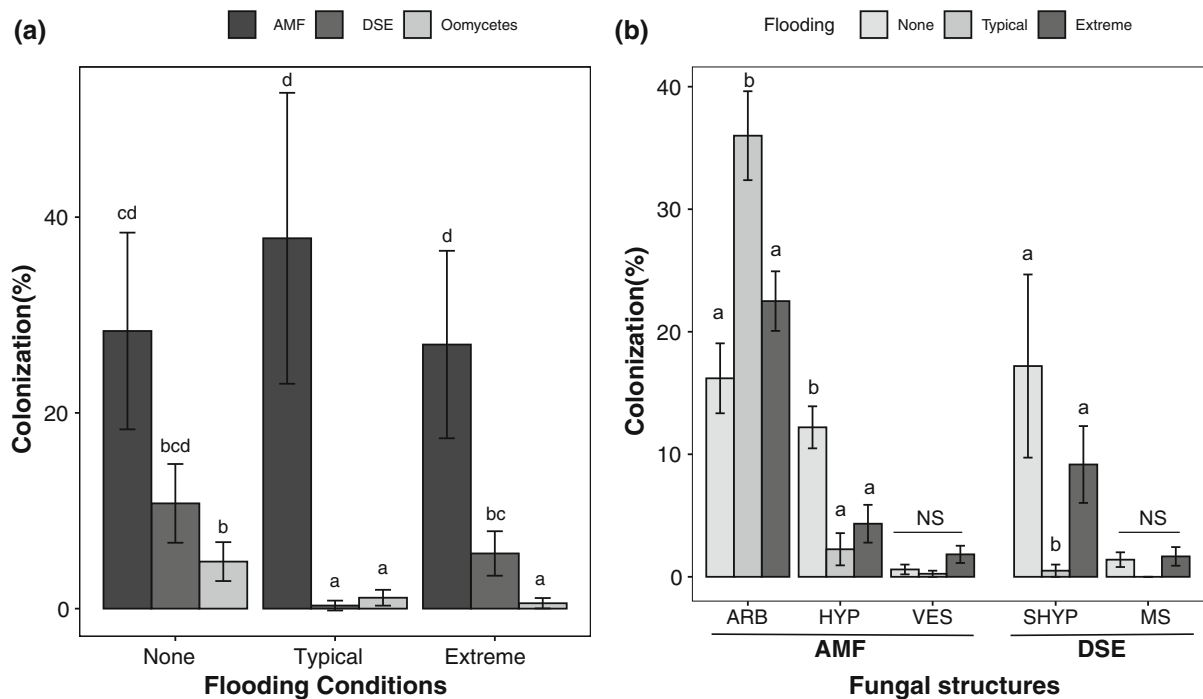 (a)
AMF DSE Oomycetes
Colonization(%)
40
20
0
cd
bcd
b
d
a
a
d
bc
a
None Typical Extreme
Flooding Conditions
(b)
Flooding None Typical Extreme
Colonization(%)
40
30
20
10
0
a
b
a
b
a
a
NS
a
b
a
NS
ARB HYP VES SHYP MS
AMF DSE
Fungal structures